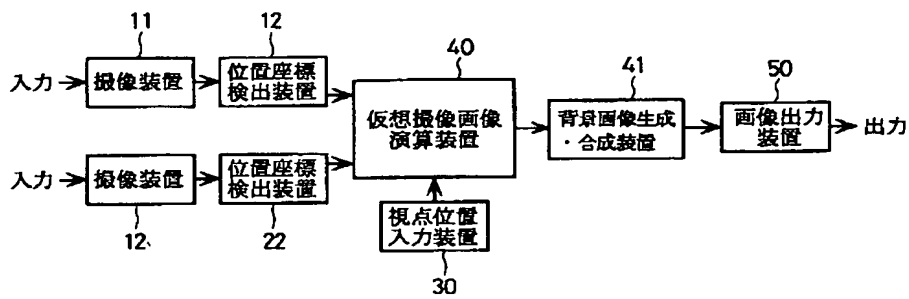 11
12
40
41
50
入力
撮像装置
位置座標
検出装置
仮想撮像画像
演算装置
背景画像生成
・合成装置
画像出力
装置
出力
入力
撮像装置
位置座標
検出装置
12
22
視点位置
入力装置
30